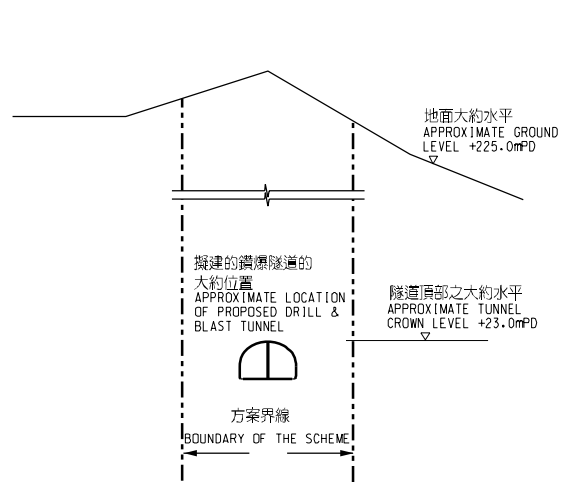 地面大約水平
APPROXIMATE GROUND
LEVEL +225.0mPD
擬建的鑽爆隧道的
大約位置
APPROXIMATE LOCATION
OF PROPOSED DRILL &
BLAST TUNNEL
隧道頂部之大約水平
APPROXIMATE TUNNEL
CROWN LEVEL +23.0mPD
方案界線
BOUNDARY OF THE SCHEME